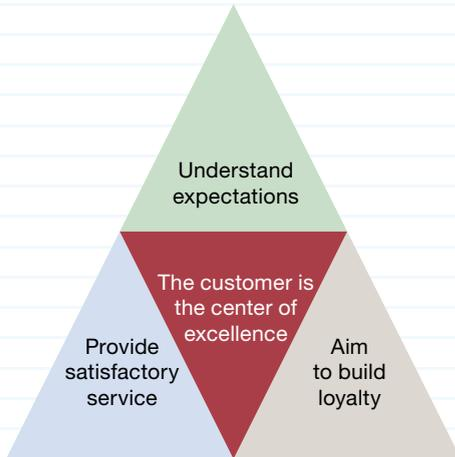 Understand
expectations
The customer is
the center of
excellence
Provide
satisfactory
service
Aim
to build
loyalty